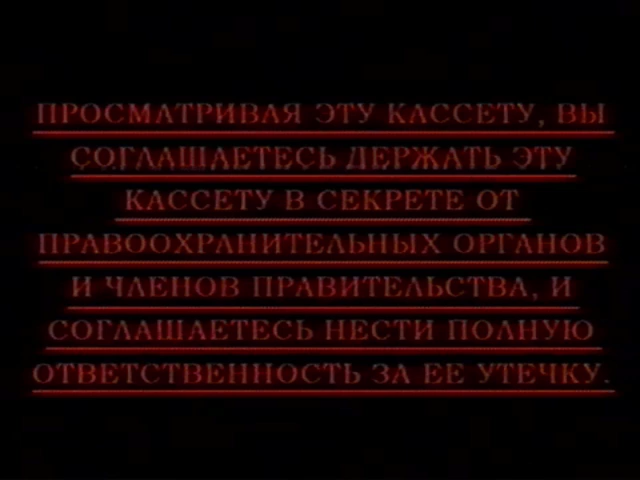 ПРОСМАТРИВАЯ ЭТУ КАССЕТУ, ВЫ
СОГЛАШАЕТЕСЬ ДЕРЖАТЬ ЭТУ
КАССЕТУ В СЕКРЕТЕ ОТ
ПРАВООХРАНИТЕЛЬНЫХ ОРГАНОВ
И ЧЛЕНОВ ПРАВИТЕЛЬСТВА, И
СОГЛАШАЕТЕСЬ НЕСТИ ПОЛНУЮ
ОТВЕТСТВЕННОСТЬ ЗА ЕЕ УТЕЧКУ.